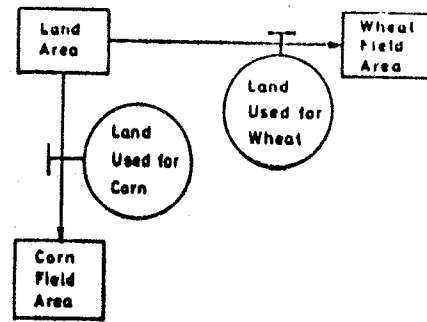 Land
Area
Wheat
Field
Area
Land
Used for
Wheat
Land
Used for
Corn
Corn
Field
Area